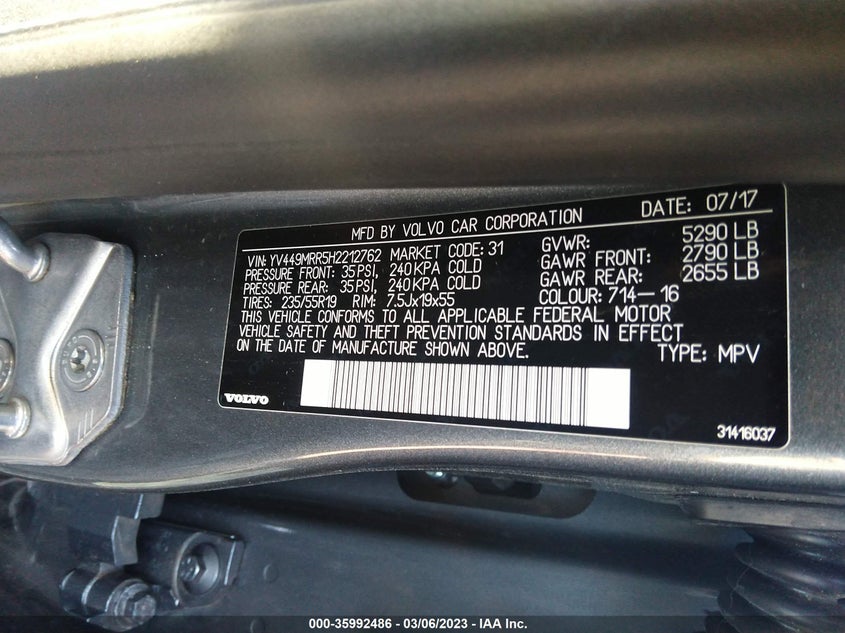 MFD BY VOLVO CAR CORPORATION DATE: 07/17
VIN: YV449MRR5H2212762 MARKET CODE: 31 GVWR: 5290 LB
PRESSURE FRONT: 35PSI, 240KPA COLD GAWR FRONT: 2790 LB
PRESSURE REAR: 35PSI, 240KPA COLD GAWR REAR: 2655 LB
TIRES: 235/55R19 RIM: 7.5Jx19x55 COLOUR: 714-16
THIS VEHICLE CONFORMS TO ALL APPLICABLE FEDERAL MOTOR
VEHICLE SAFETY AND THEFT PREVENTION STANDARDS IN EFFECT
ON THE DATE OF MANUFACTURE SHOWN ABOVE. TYPE: MPV
VOLVO
31416037
000-35992486 - 03/06/2023 - IAA Inc.